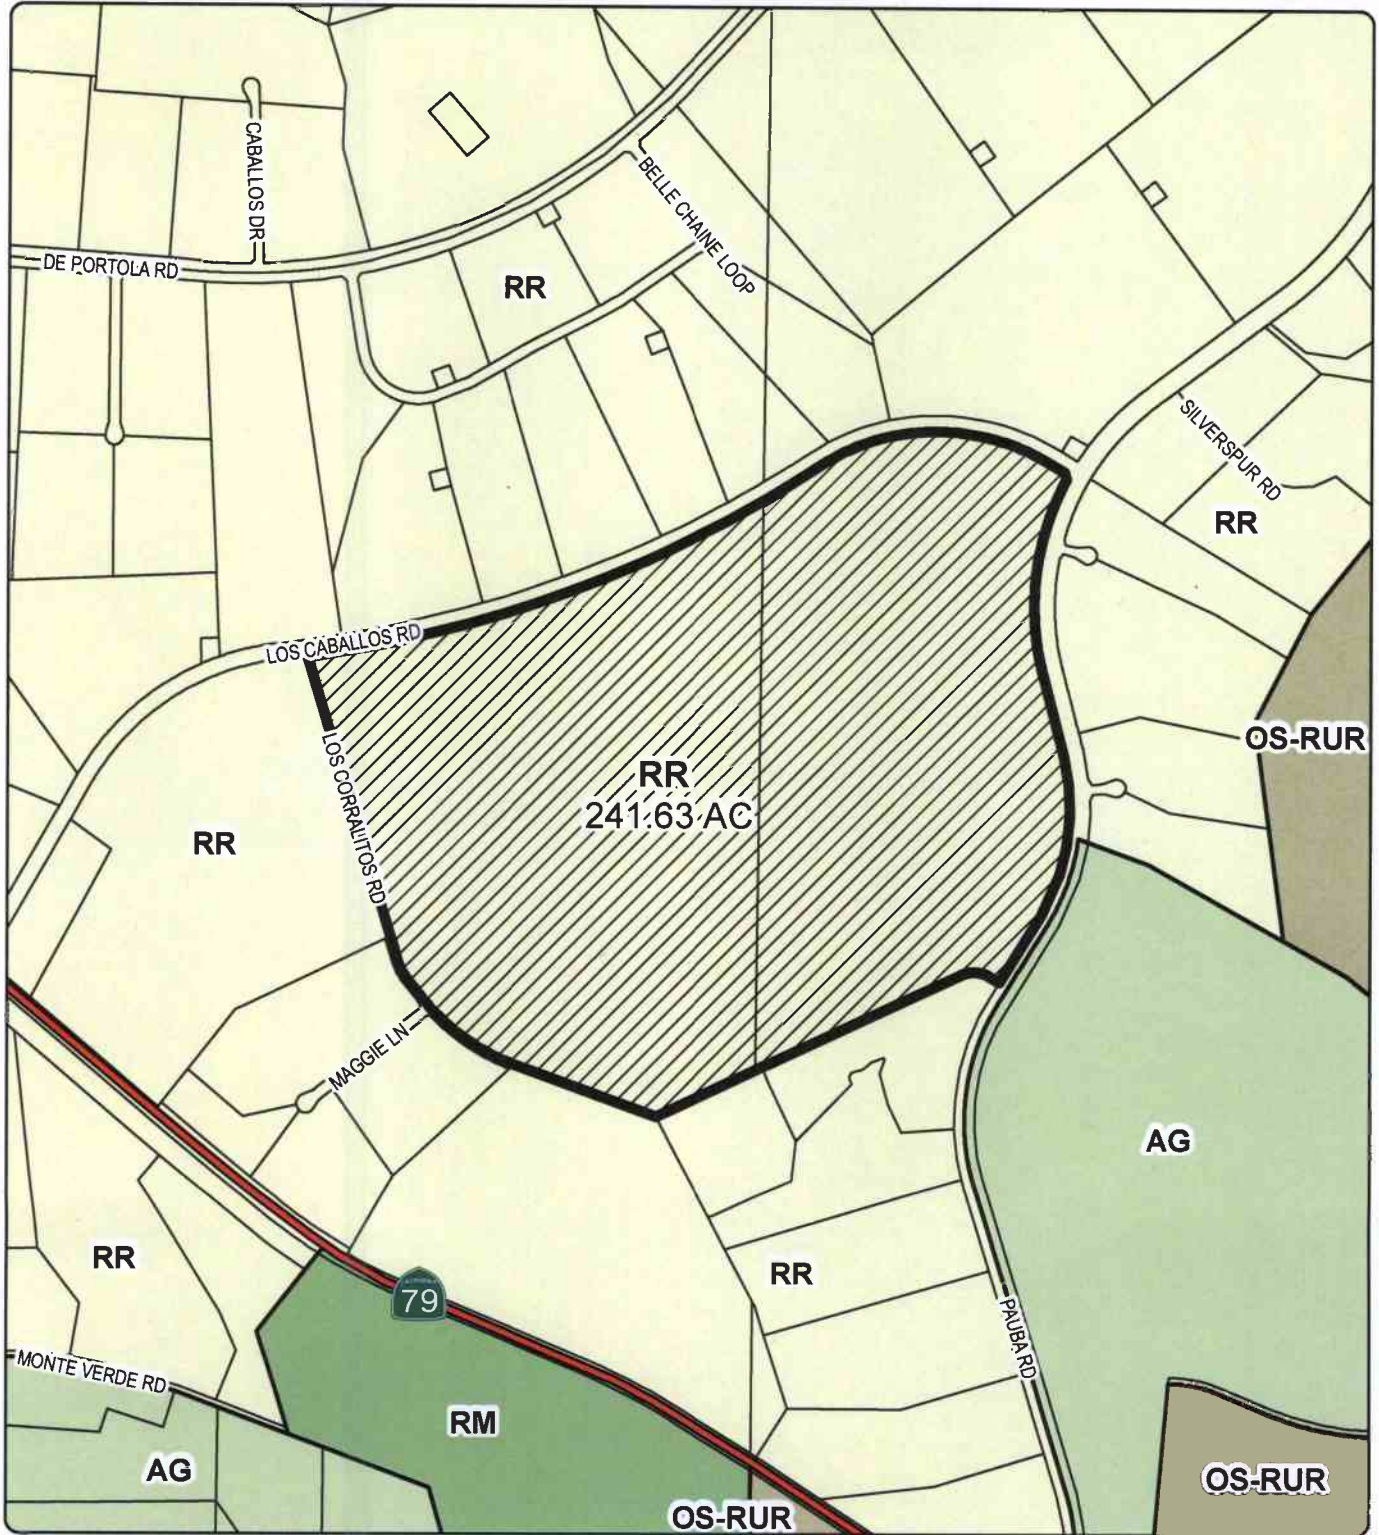 CABALLOS DR
BELLE CHAINE LOOP
DE PORTOLA RD
RR
SILVERSPUR RD
RR
LOS CABALLOS RD
OS-RUR
LOS CORRALITOS RD
RR
241.63 AC
RR
MAGGIE LN
AG
RR
RR
79
PAUBA RD
MONTE VERDE RD
RM
AG
OS-RUR
OS-RUR